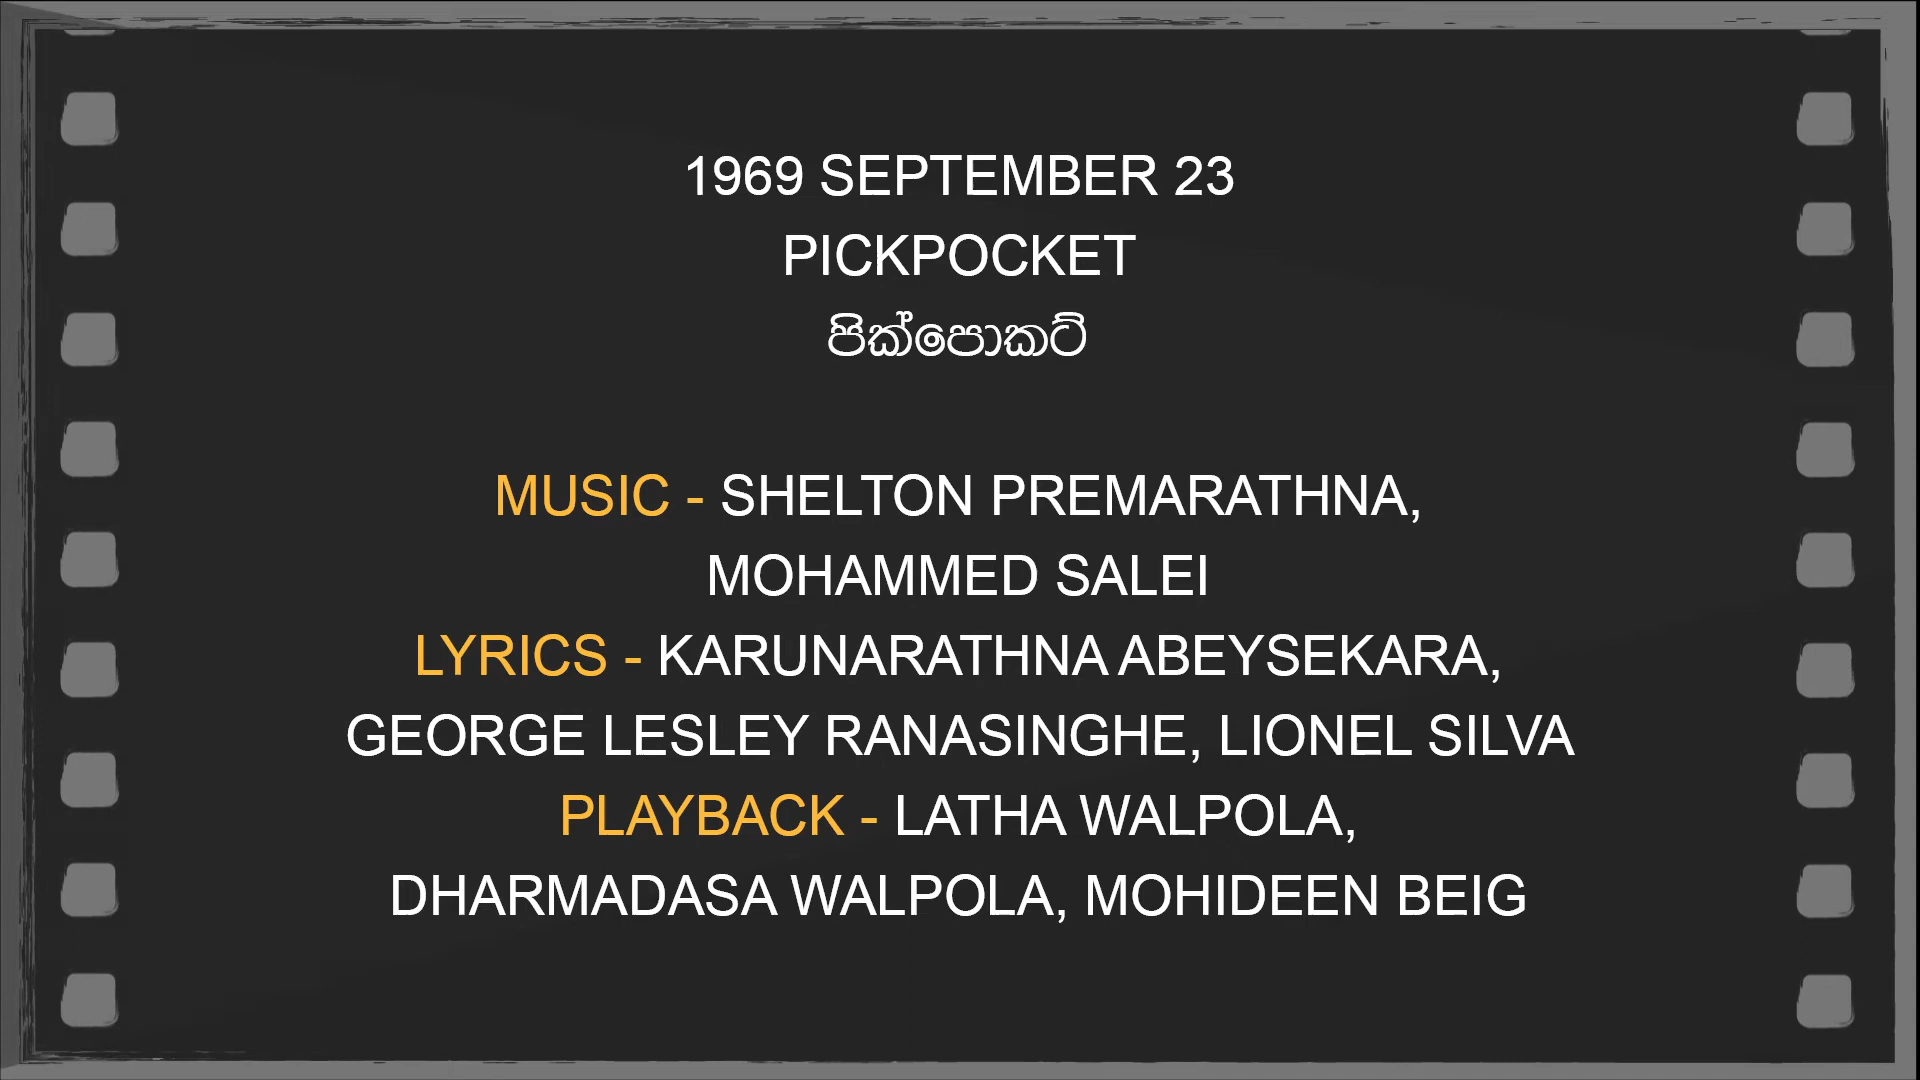 1969 SEPTEMBER 23
PICKPOCKET
පික්පොකට්
MUSIC - SHELTON PREMARATHNA,
MOHAMMED SALEI
LYRICS - KARUNARATHNA ABEYSEKARA,
GEORGE LESLEY RANASINGHE, LIONEL SILVA
PLAYBACK - LATHA WALPOLA,
DHARMADASA WALPOLA, MOHIDEEN BEIG